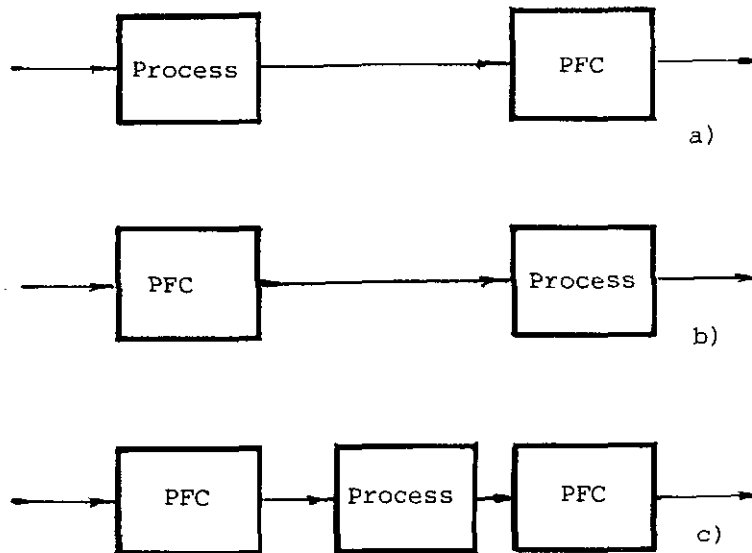 Process PFC
a)
PFC Process
b)
PFC Process PFC
c)